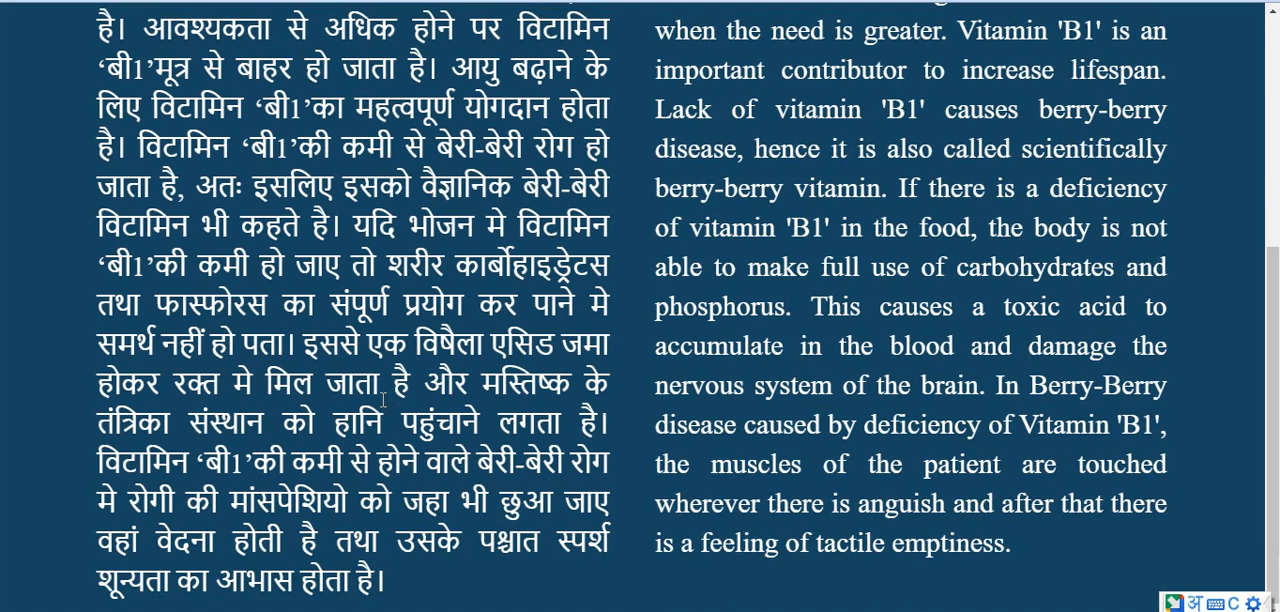 है। आवश्यकता से अधिक होने पर विटामिन
‘बी1’मूत्र से बाहर हो जाता है। आयु बढ़ाने के
लिए विटामिन ‘बी1’का महत्वपूर्ण योगदान होता
है। विटामिन ‘बी1’की कमी से बेरी-बेरी रोग हो
जाता है, अतः इसलिए इसको वैज्ञानिक बेरी-बेरी
विटामिन भी कहते है। यदि भोजन मे विटामिन
‘बी1’की कमी हो जाए तो शरीर कार्बोहाइड्रेटस
तथा फास्फोरस का संपूर्ण प्रयोग कर पाने मे
समर्थ नहीं हो पता। इससे एक विषैला एसिड जमा
होकर रक्त मे मिल जाता है और मस्तिष्क के
तंत्रिका संस्थान को हानि पहुंचाने लगता है।
विटामिन ‘बी1’की कमी से होने वाले बेरी-बेरी रोग
मे रोगी की मांसपेशियो को जहा भी छुआ जाए
वहां वेदना होती है तथा उसके पश्चात स्पर्श
शून्यता का आभास होता है।
when the need is greater. Vitamin 'B1' is an
important contributor to increase lifespan.
Lack of vitamin 'B1' causes berry-berry
disease, hence it is also called scientifically
berry-berry vitamin. If there is a deficiency
of vitamin 'B1' in the food, the body is not
able to make full use of carbohydrates and
phosphorus. This causes a toxic acid to
accumulate in the blood and damage the
nervous system of the brain. In Berry-Berry
disease caused by deficiency of Vitamin 'B1',
the muscles of the patient are touched
wherever there is anguish and after that there
is a feeling of tactile emptiness.
अ C